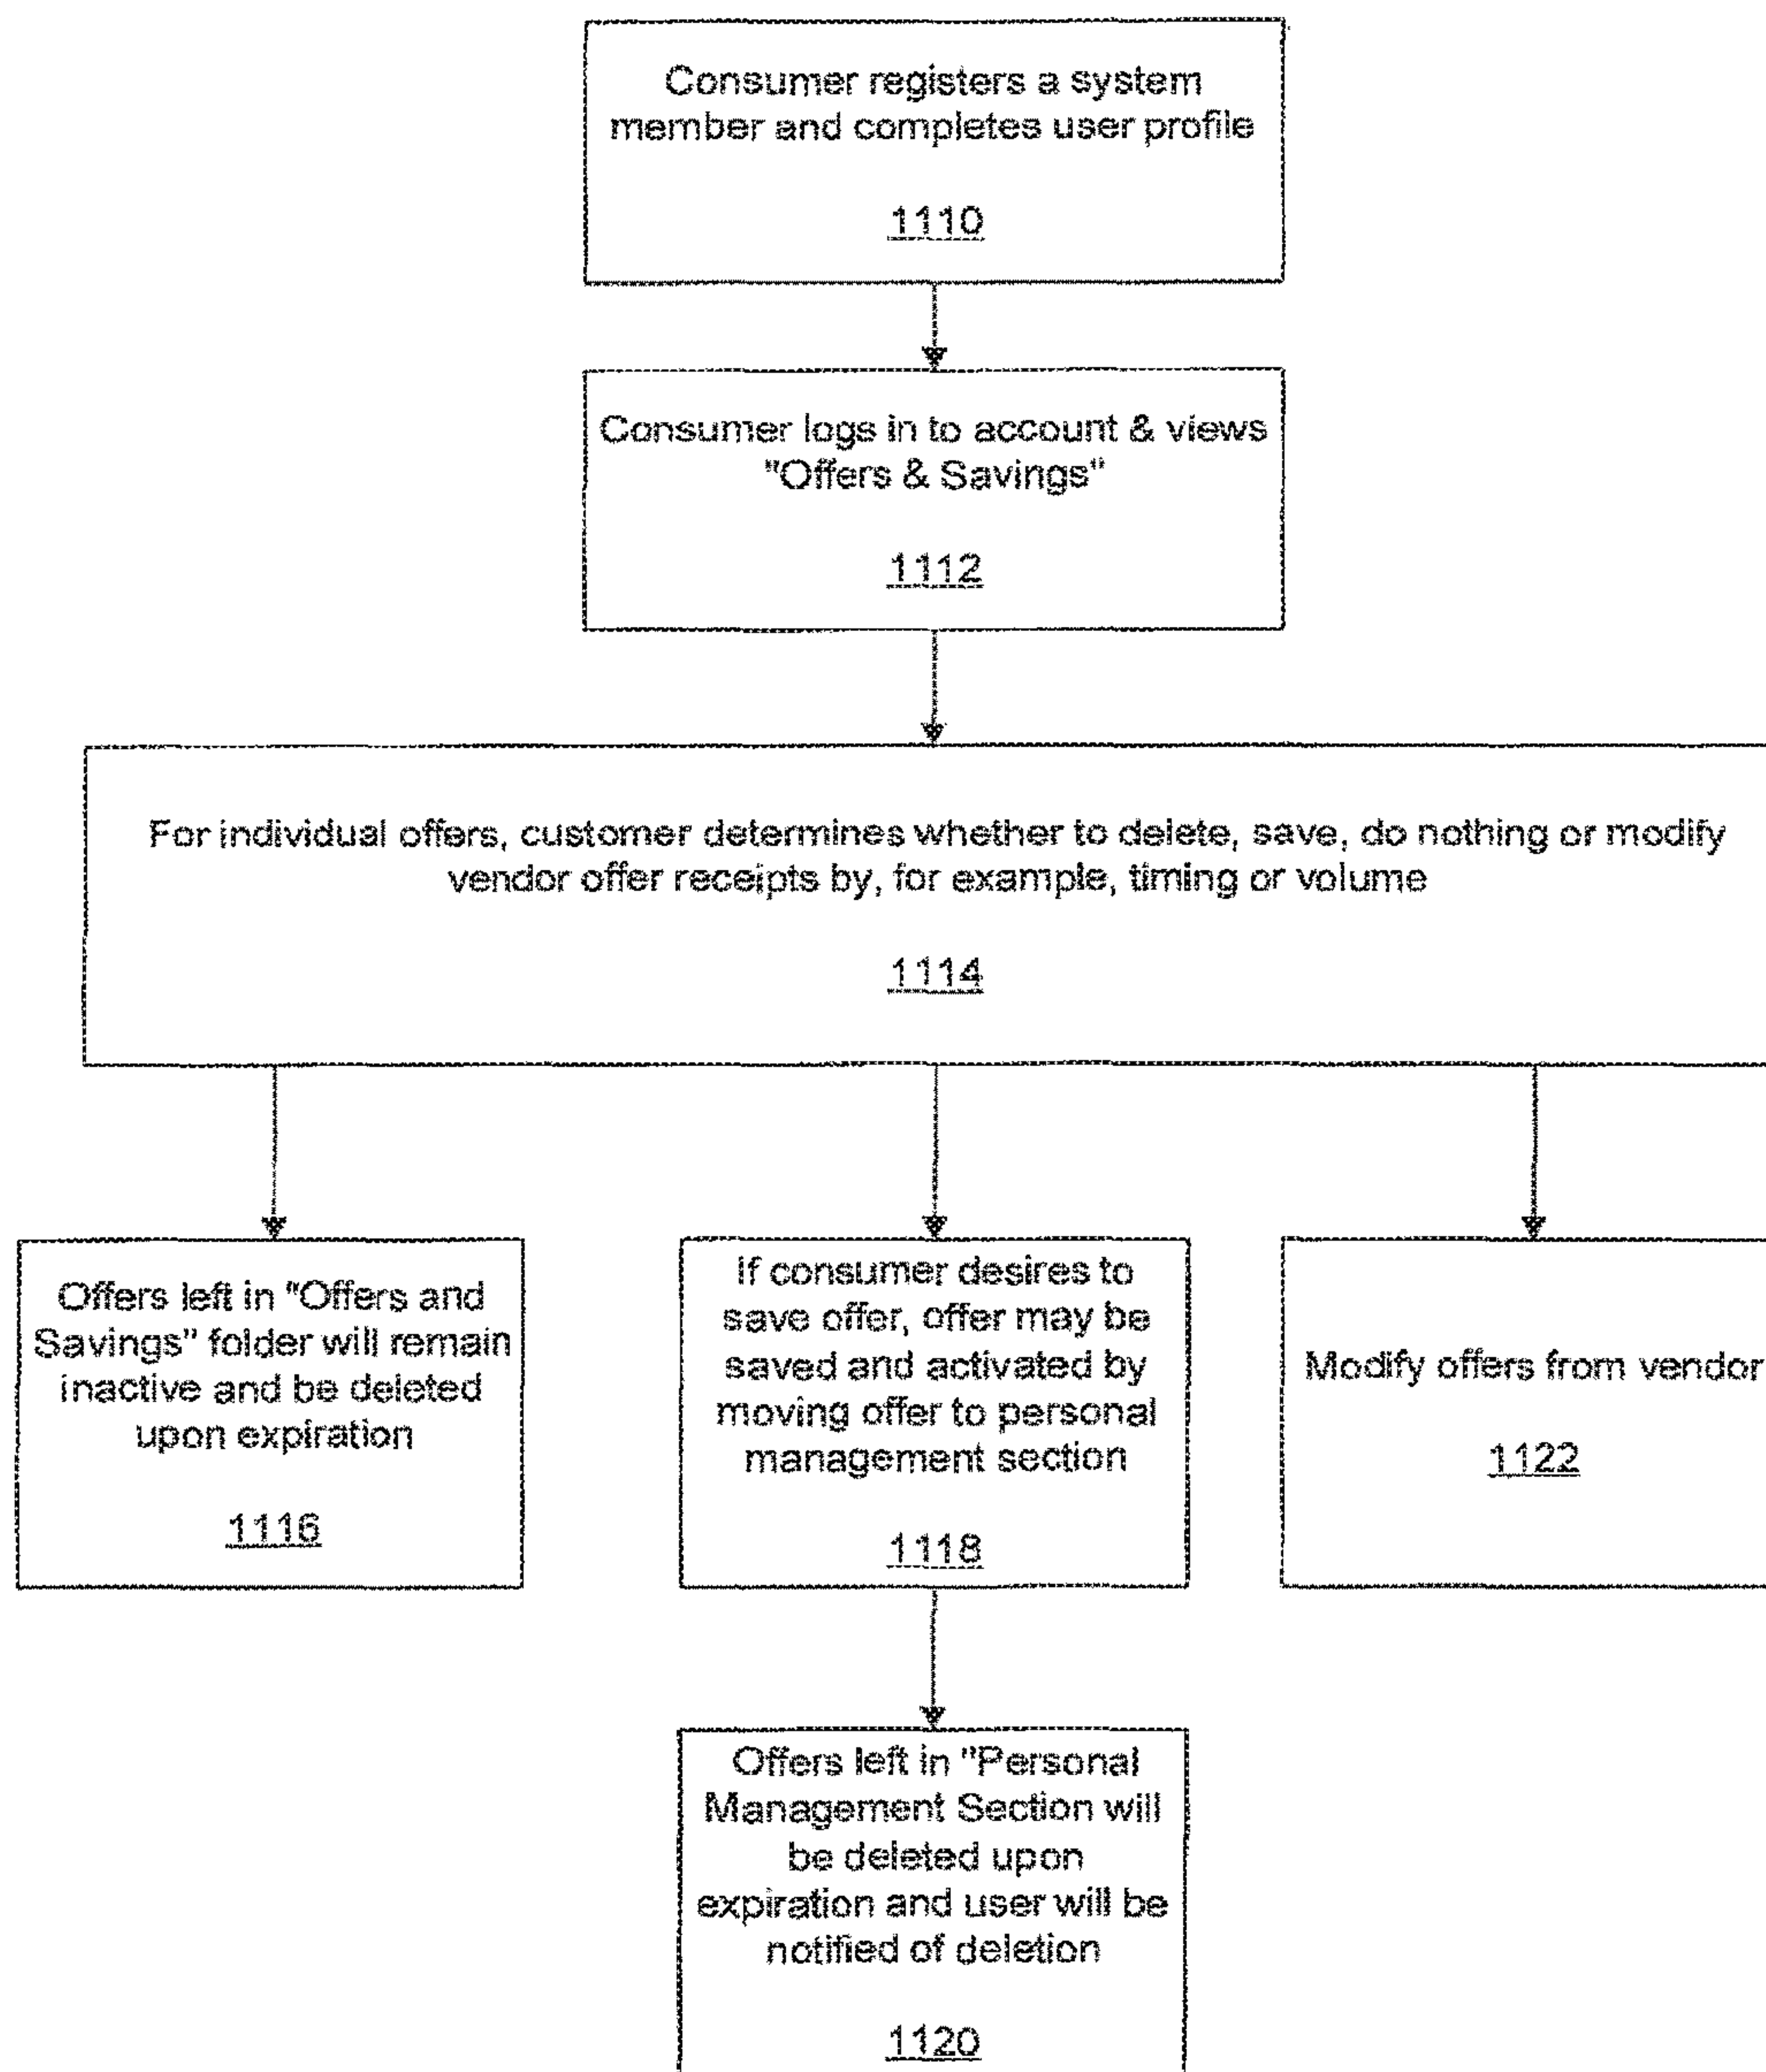 Consumer registers a system
member and completes user profile
1110
Consumer logs in to account & views
"Offers & Savings"
1112
For individual offers, customer determines whether to delete, save, do nothing or modify
vendor offer receipts by, for example, timing or volume
1114
Offers left in "Offers and
Savings" folder will remain
inactive and be deleted
upon expiration
1116
If consumer desires to
save offer, offer may be
saved and activated by
moving offer to personal
management section
1118
Modify offers from vendor
1122
Offers left in "Personal
Management Section will
be deleted upon
expiration and user will be
notified of deletion
1120